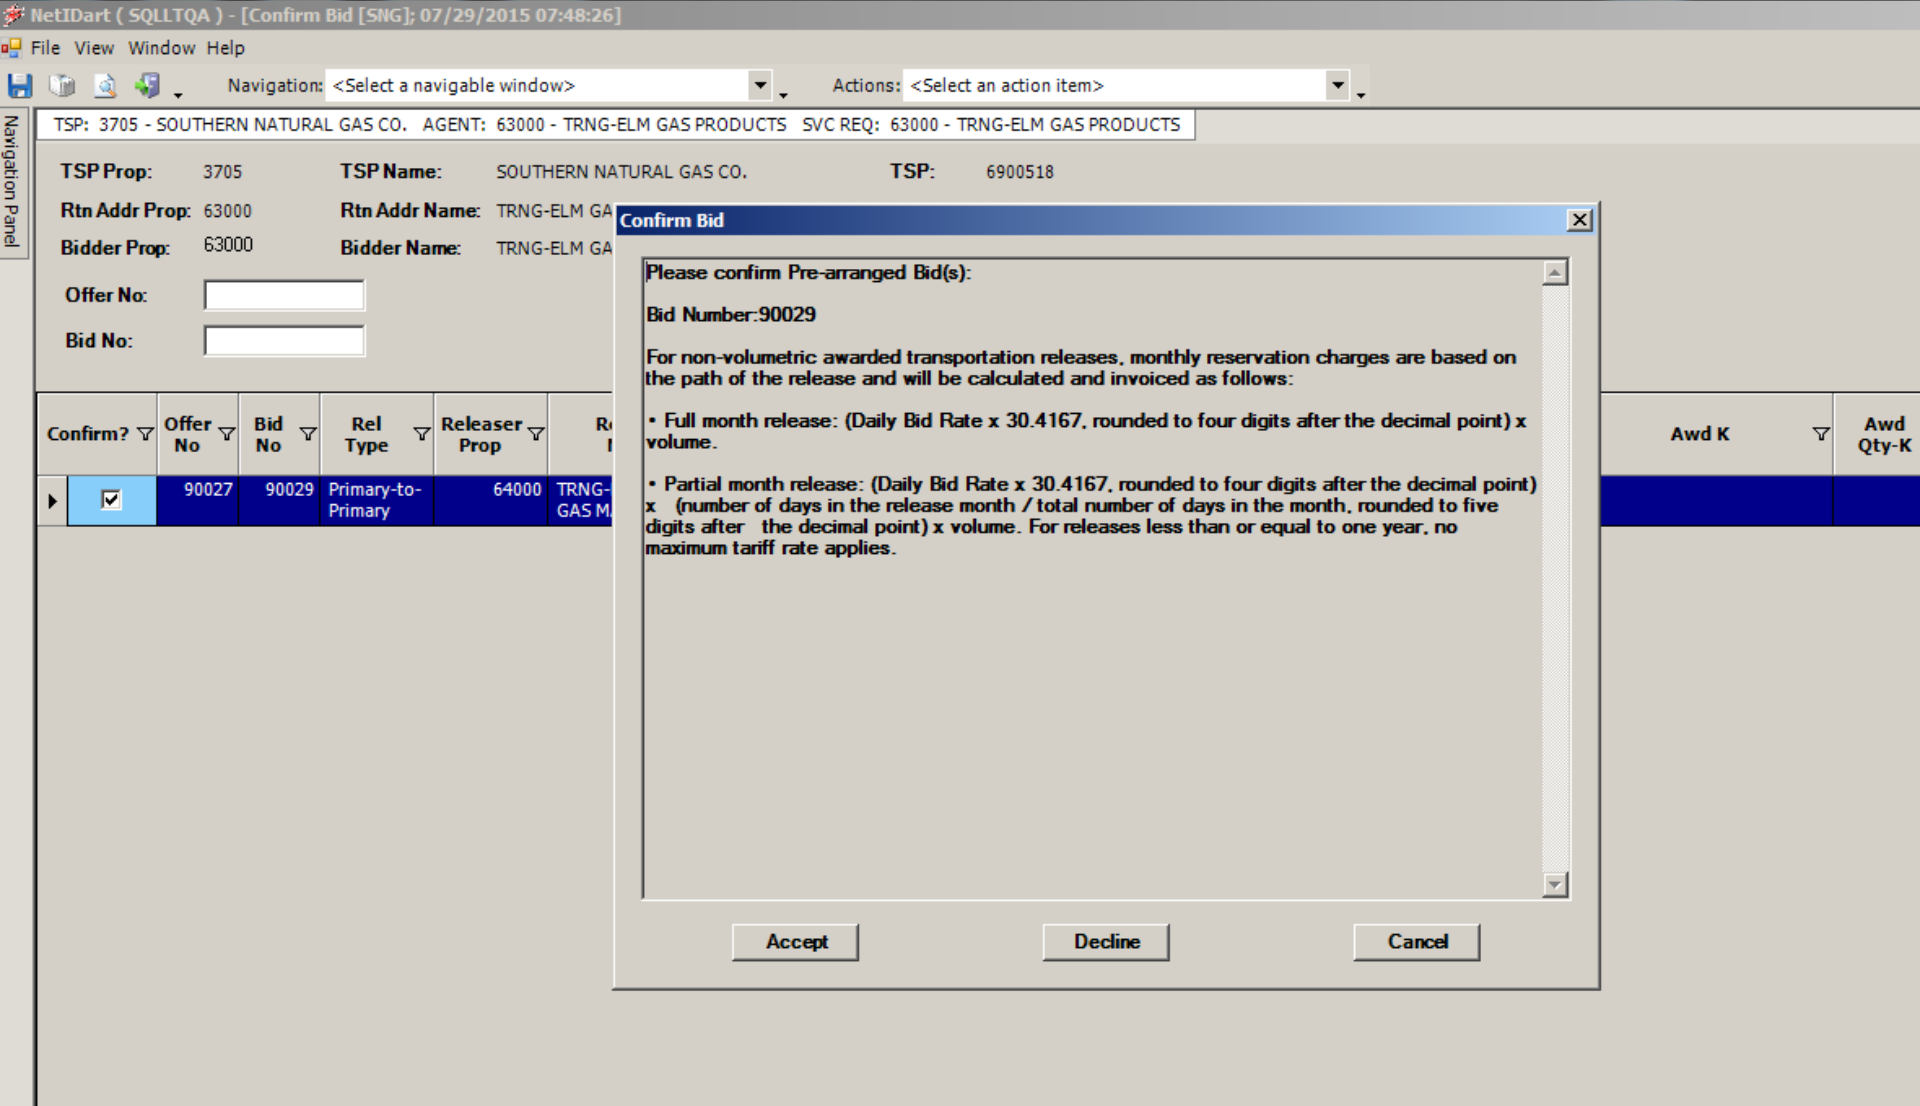 NetIDart ( SQLLTQA ) - [Confirm Bid [SNG]; 07/29/2015 07:48:26]
File View Window Help
Navigation: <Select a navigable window> Actions: <Select an action item>
Navigation Panel
TSP: 3705 - SOUTHERN NATURAL GAS CO. AGENT: 63000 - TRNG-ELM GAS PRODUCTS SVC REQ: 63000 - TRNG-ELM GAS PRODUCTS
TSP Prop: 3705 TSP Name: SOUTHERN NATURAL GAS CO. TSP: 6900518
Rtn Addr Prop: 63000 Rtn Addr Name: TRNG-ELM GA
Bidder Prop: 63000 Bidder Name: TRNG-ELM GA
Offer No:
Bid No:
Confirm? Offer No Bid No Rel Type Releaser Prop Awd K Awd Qty-K
90027 90029 Primary-to- 64000 TRNG-
Primary GAS M
Confirm Bid
Please confirm Pre-arranged Bid(s):
Bid Number:90029
For non-volumetric awarded transportation releases, monthly reservation charges are based on
the path of the release and will be calculated and invoiced as follows:
• Full month release: (Daily Bid Rate x 30.4167, rounded to four digits after the decimal point) x
volume.
• Partial month release: (Daily Bid Rate x 30.4167, rounded to four digits after the decimal point)
x (number of days in the release month / total number of days in the month, rounded to five
digits after the decimal point) x volume. For releases less than or equal to one year, no
maximum tariff rate applies.
Accept Decline Cancel